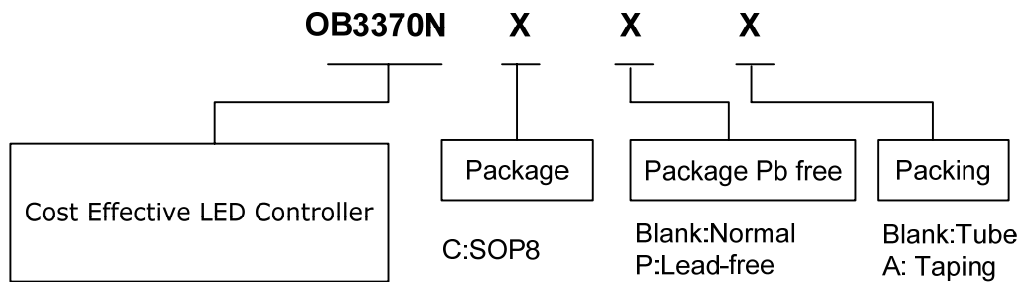 OB3370N X X X
Cost Effective LED Controller
Package
Package Pb free
Packing
C:SOP8
Blank:Normal
P:Lead-free
Blank:Tube
A: Taping